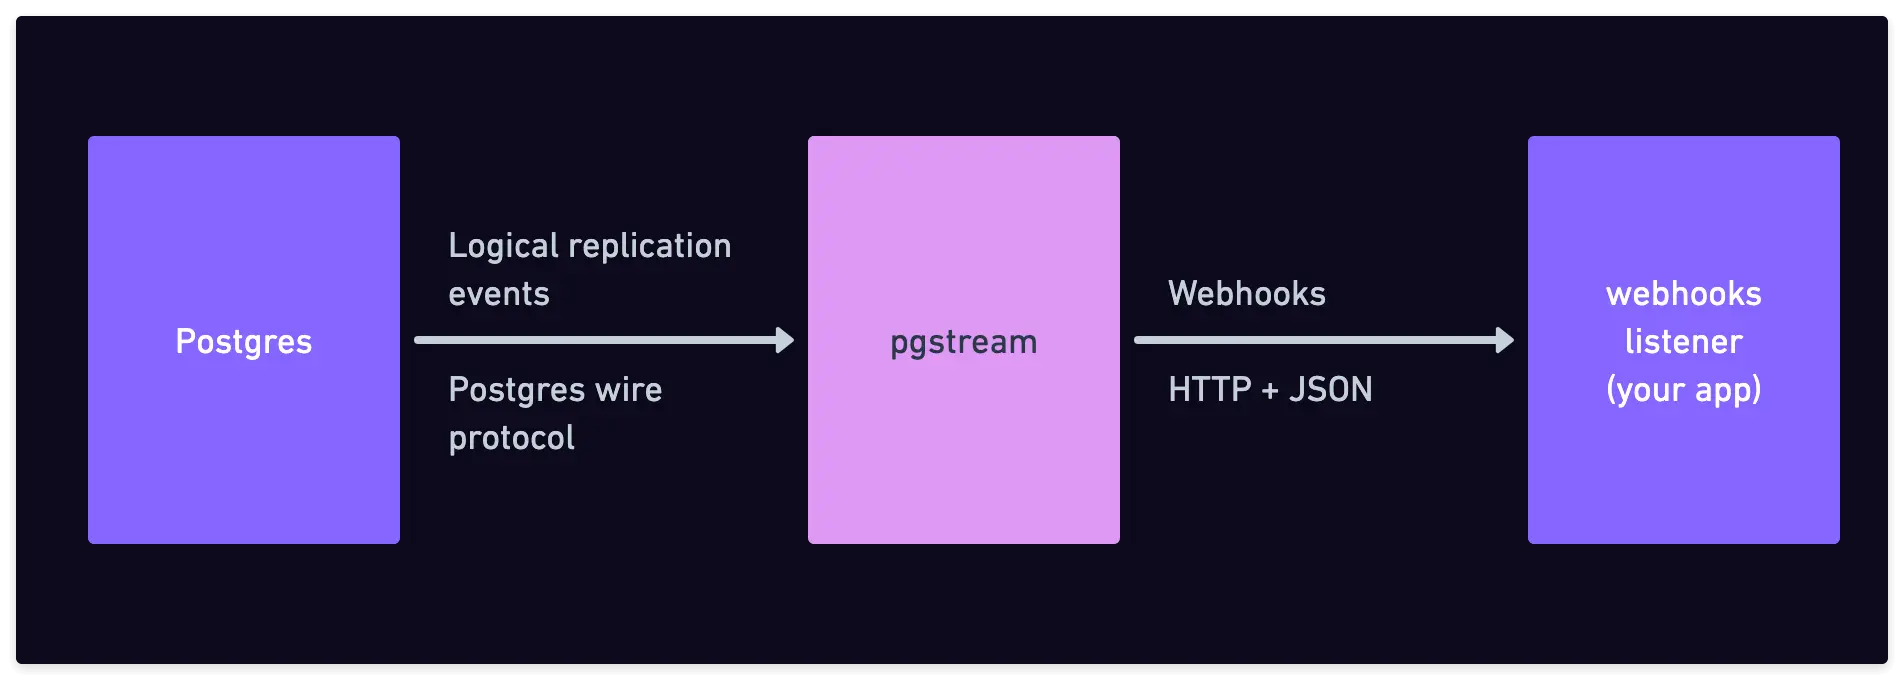 Postgres
Logical replication
events
Postgres wire
protocol
pgstream
Webhooks
HTTP + JSON
webhooks
listener
(your app)